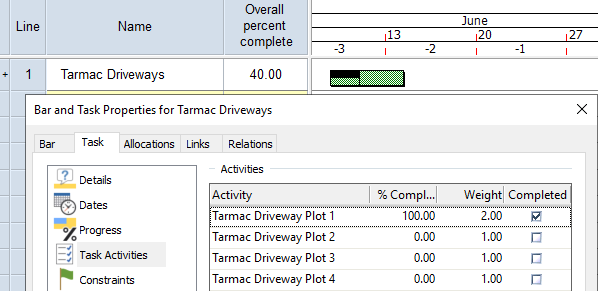 Line Name Overall percent complete
June
13 20 27
-3 -2 -1
+ 1 Tarmac Driveways 40.00
Bar and Task Properties for Tarmac Driveways
Bar Task Allocations Links Relations
Details
Dates
Progress
Task Activities
Constraints
Activities
Activity % Compl... Weight Completed
Tarmac Driveway Plot 1 100.00 2.00
Tarmac Driveway Plot 2 0.00 1.00
Tarmac Driveway Plot 3 0.00 1.00
Tarmac Driveway Plot 4 0.00 1.00